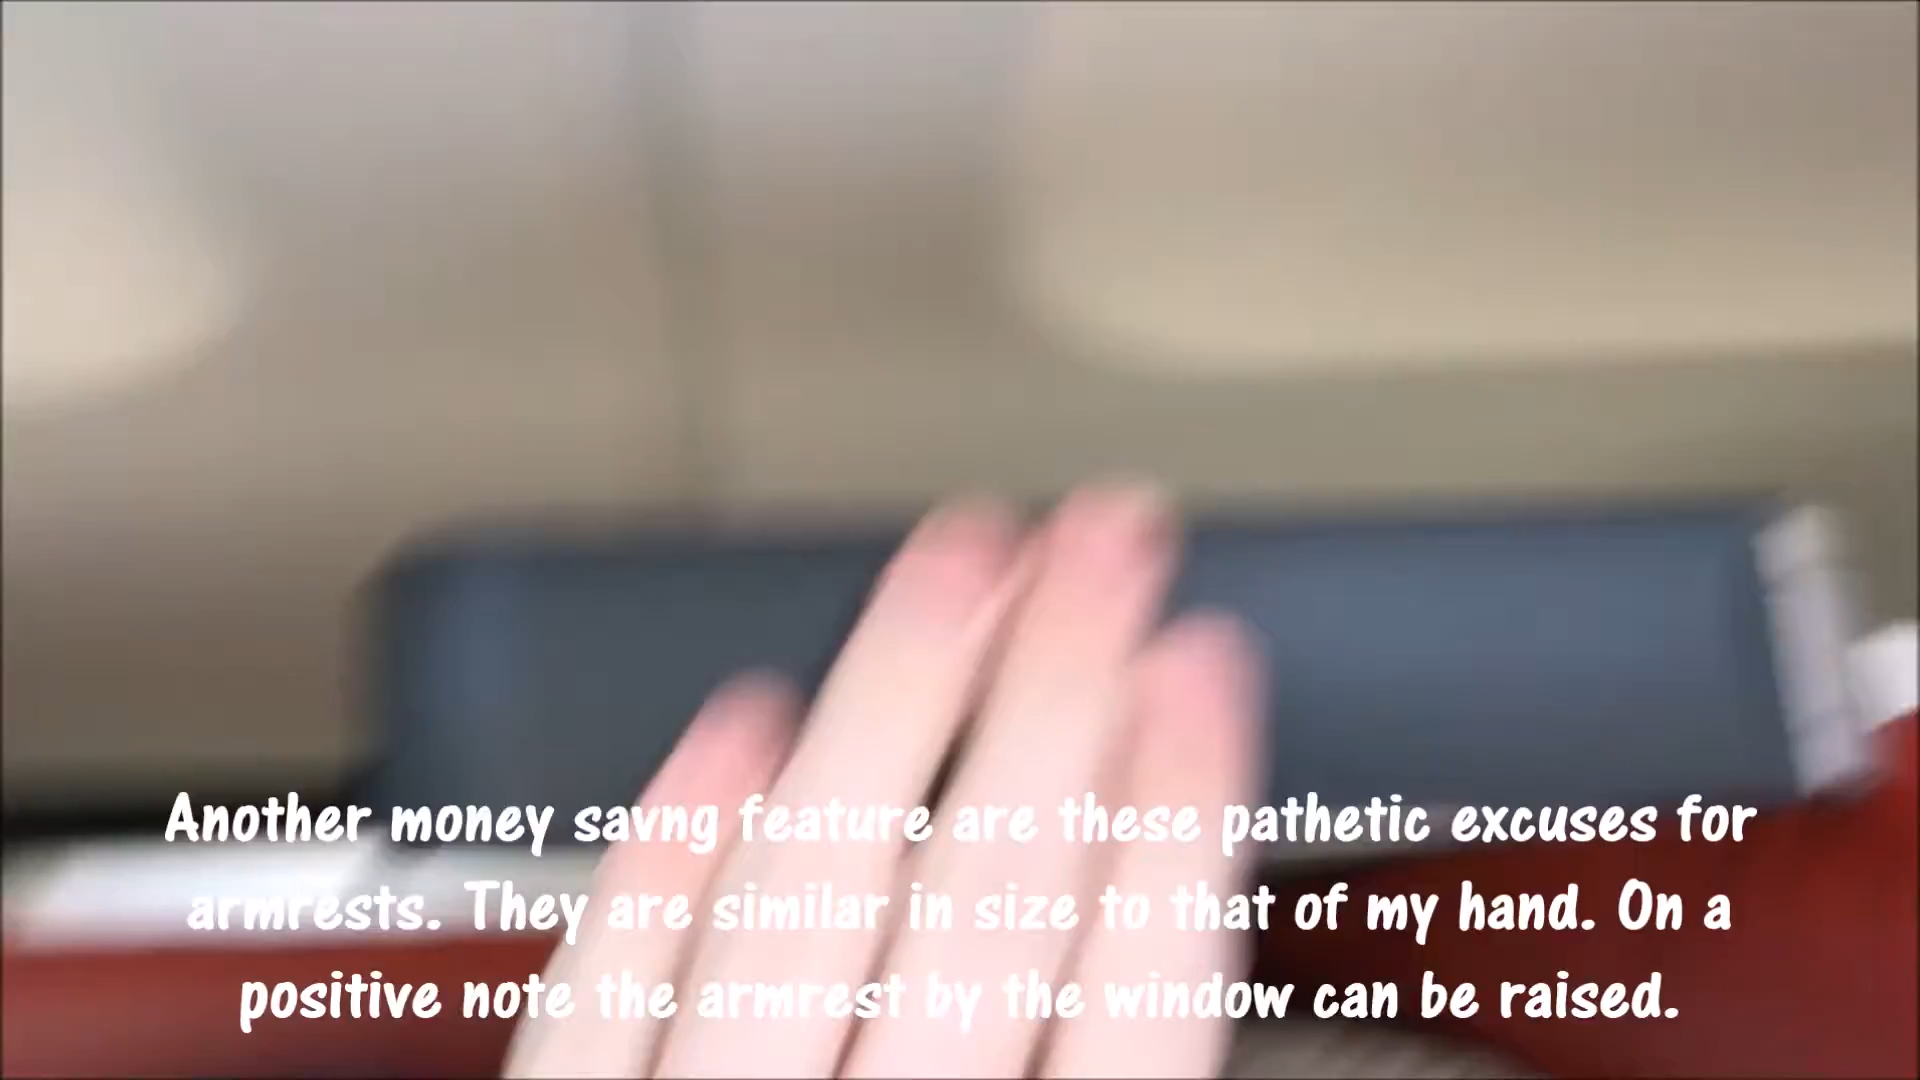 Another money savng feature are these pathetic excuses for
armrests. They are similar in size to that of my hand. On a
positive note the armrest by the window can be raised.